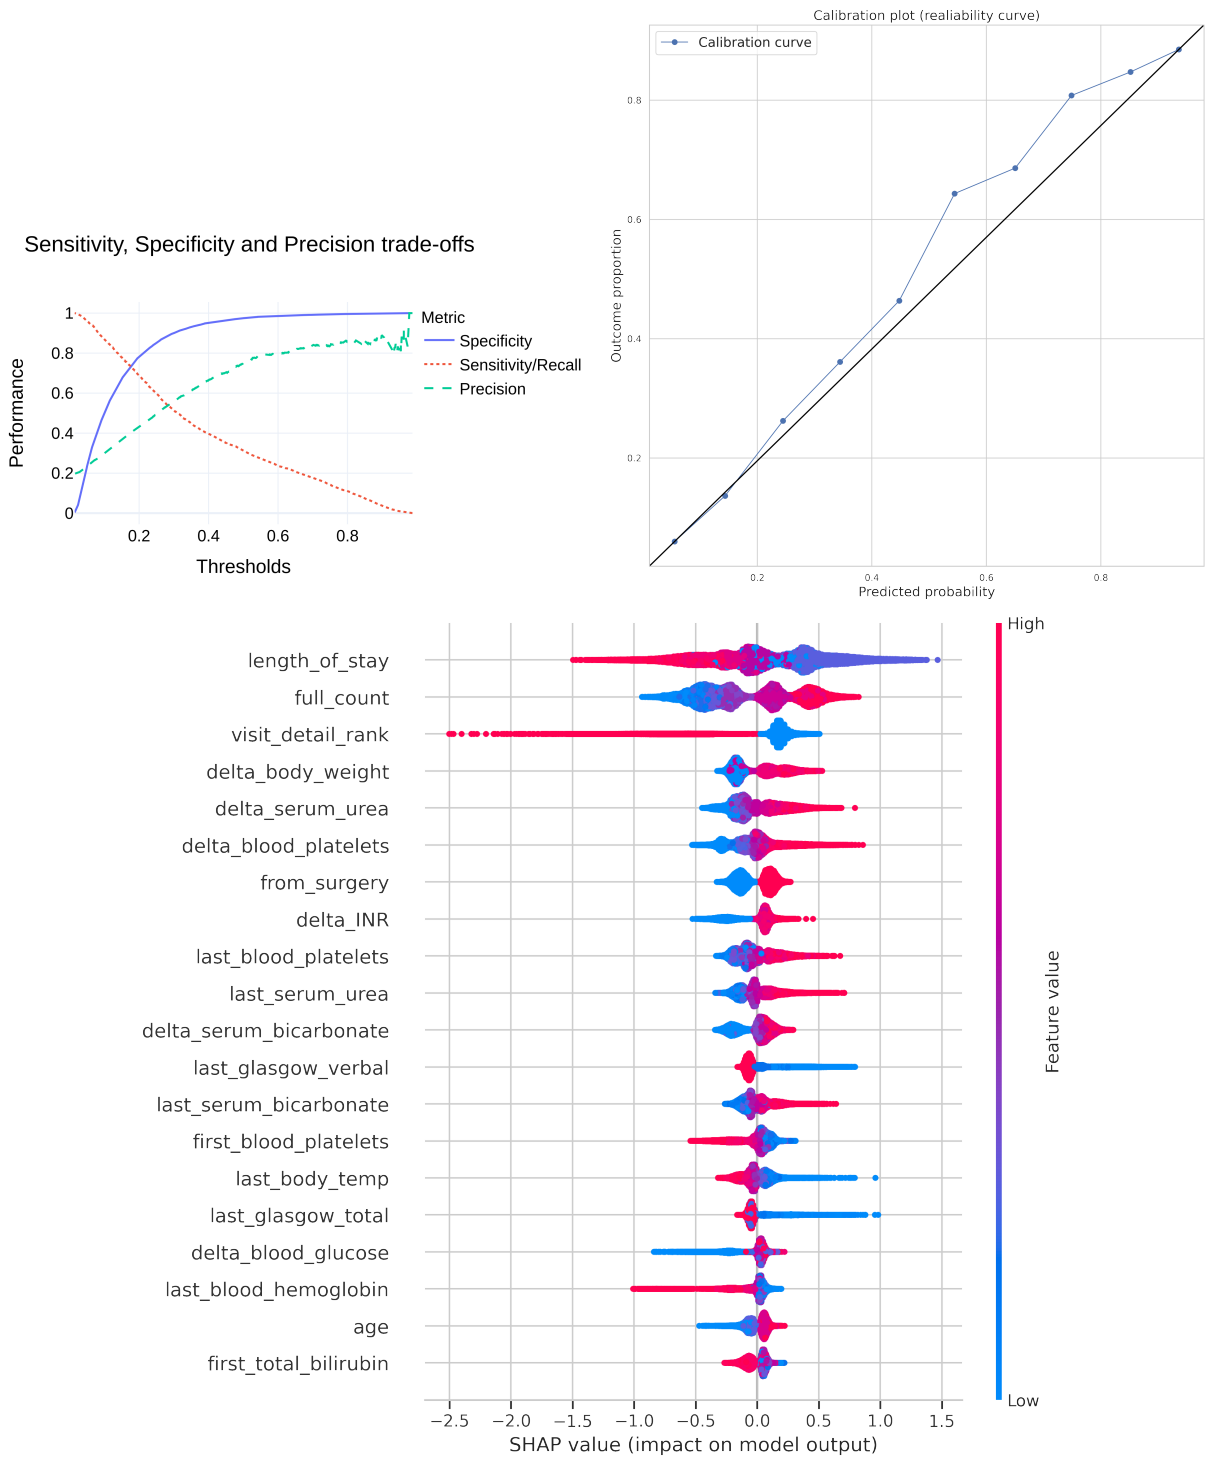 Calibration plot (realiability curve)
Calibration curve
0.8
0.6
0.4
0.2
Outcome proportion
0.2 0.4 0.6 0.8
Predicted probability
Sensitivity, Specificity and Precision trade-offs
1
0.8
0.6
0.4
0.2
0
Performance
0.2 0.4 0.6 0.8
Thresholds
Metric
Specificity
Sensitivity/Recall
Precision
length_of_stay
full_count
visit_detail_rank
delta_body_weight
delta_serum_urea
delta_blood_platelets
from_surgery
delta_INR
last_blood_platelets
last_serum_urea
delta_serum_bicarbonate
last_glasgow_verbal
last_serum_bicarbonate
first_blood_platelets
last_body_temp
last_glasgow_total
delta_blood_glucose
last_blood_hemoglobin
age
first_total_bilirubin
−2.5 −2.0 −1.5 −1.0 −0.5 0.0 0.5 1.0 1.5
SHAP value (impact on model output)
High
Feature value
Low